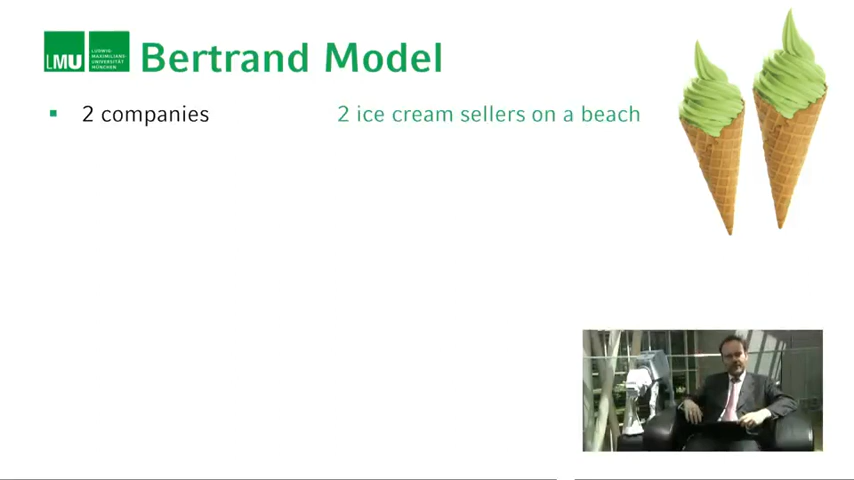 LMU
LUDWIG-
MAXIMILIANS-
UNIVERSITÄT
MÜNCHEN
Bertrand Model
▪ 2 companies
2 ice cream sellers on a beach